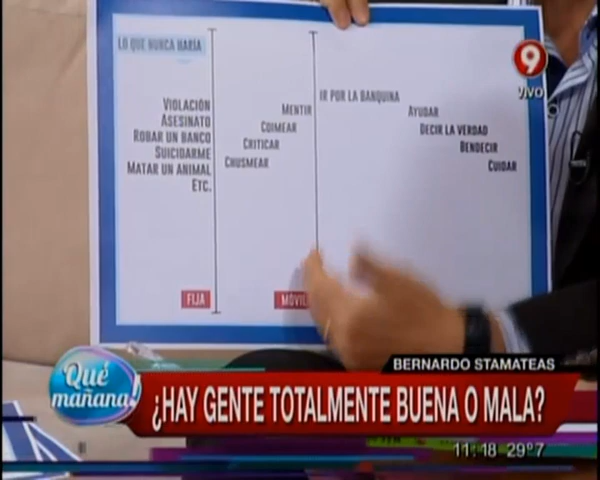 LO QUE NUNCA HARÍA
VIOLACIÓN
ASESINATO
ROBAR UN BANCO
SUICIDARME
MATAR UN ANIMAL
ETC.
FIJA
MENTIR
COIMEAR
CRITICAR
CHUSMEAR
MÓVIL
IR POR LA BANQUINA
AYUDAR
DECIR LA VERDAD
BENDECIR
CUIDAR
9
VIVO
BERNARDO STAMATEAS
Qué mañana!
¿HAY GENTE TOTALMENTE BUENA O MALA?
11:18 29°7